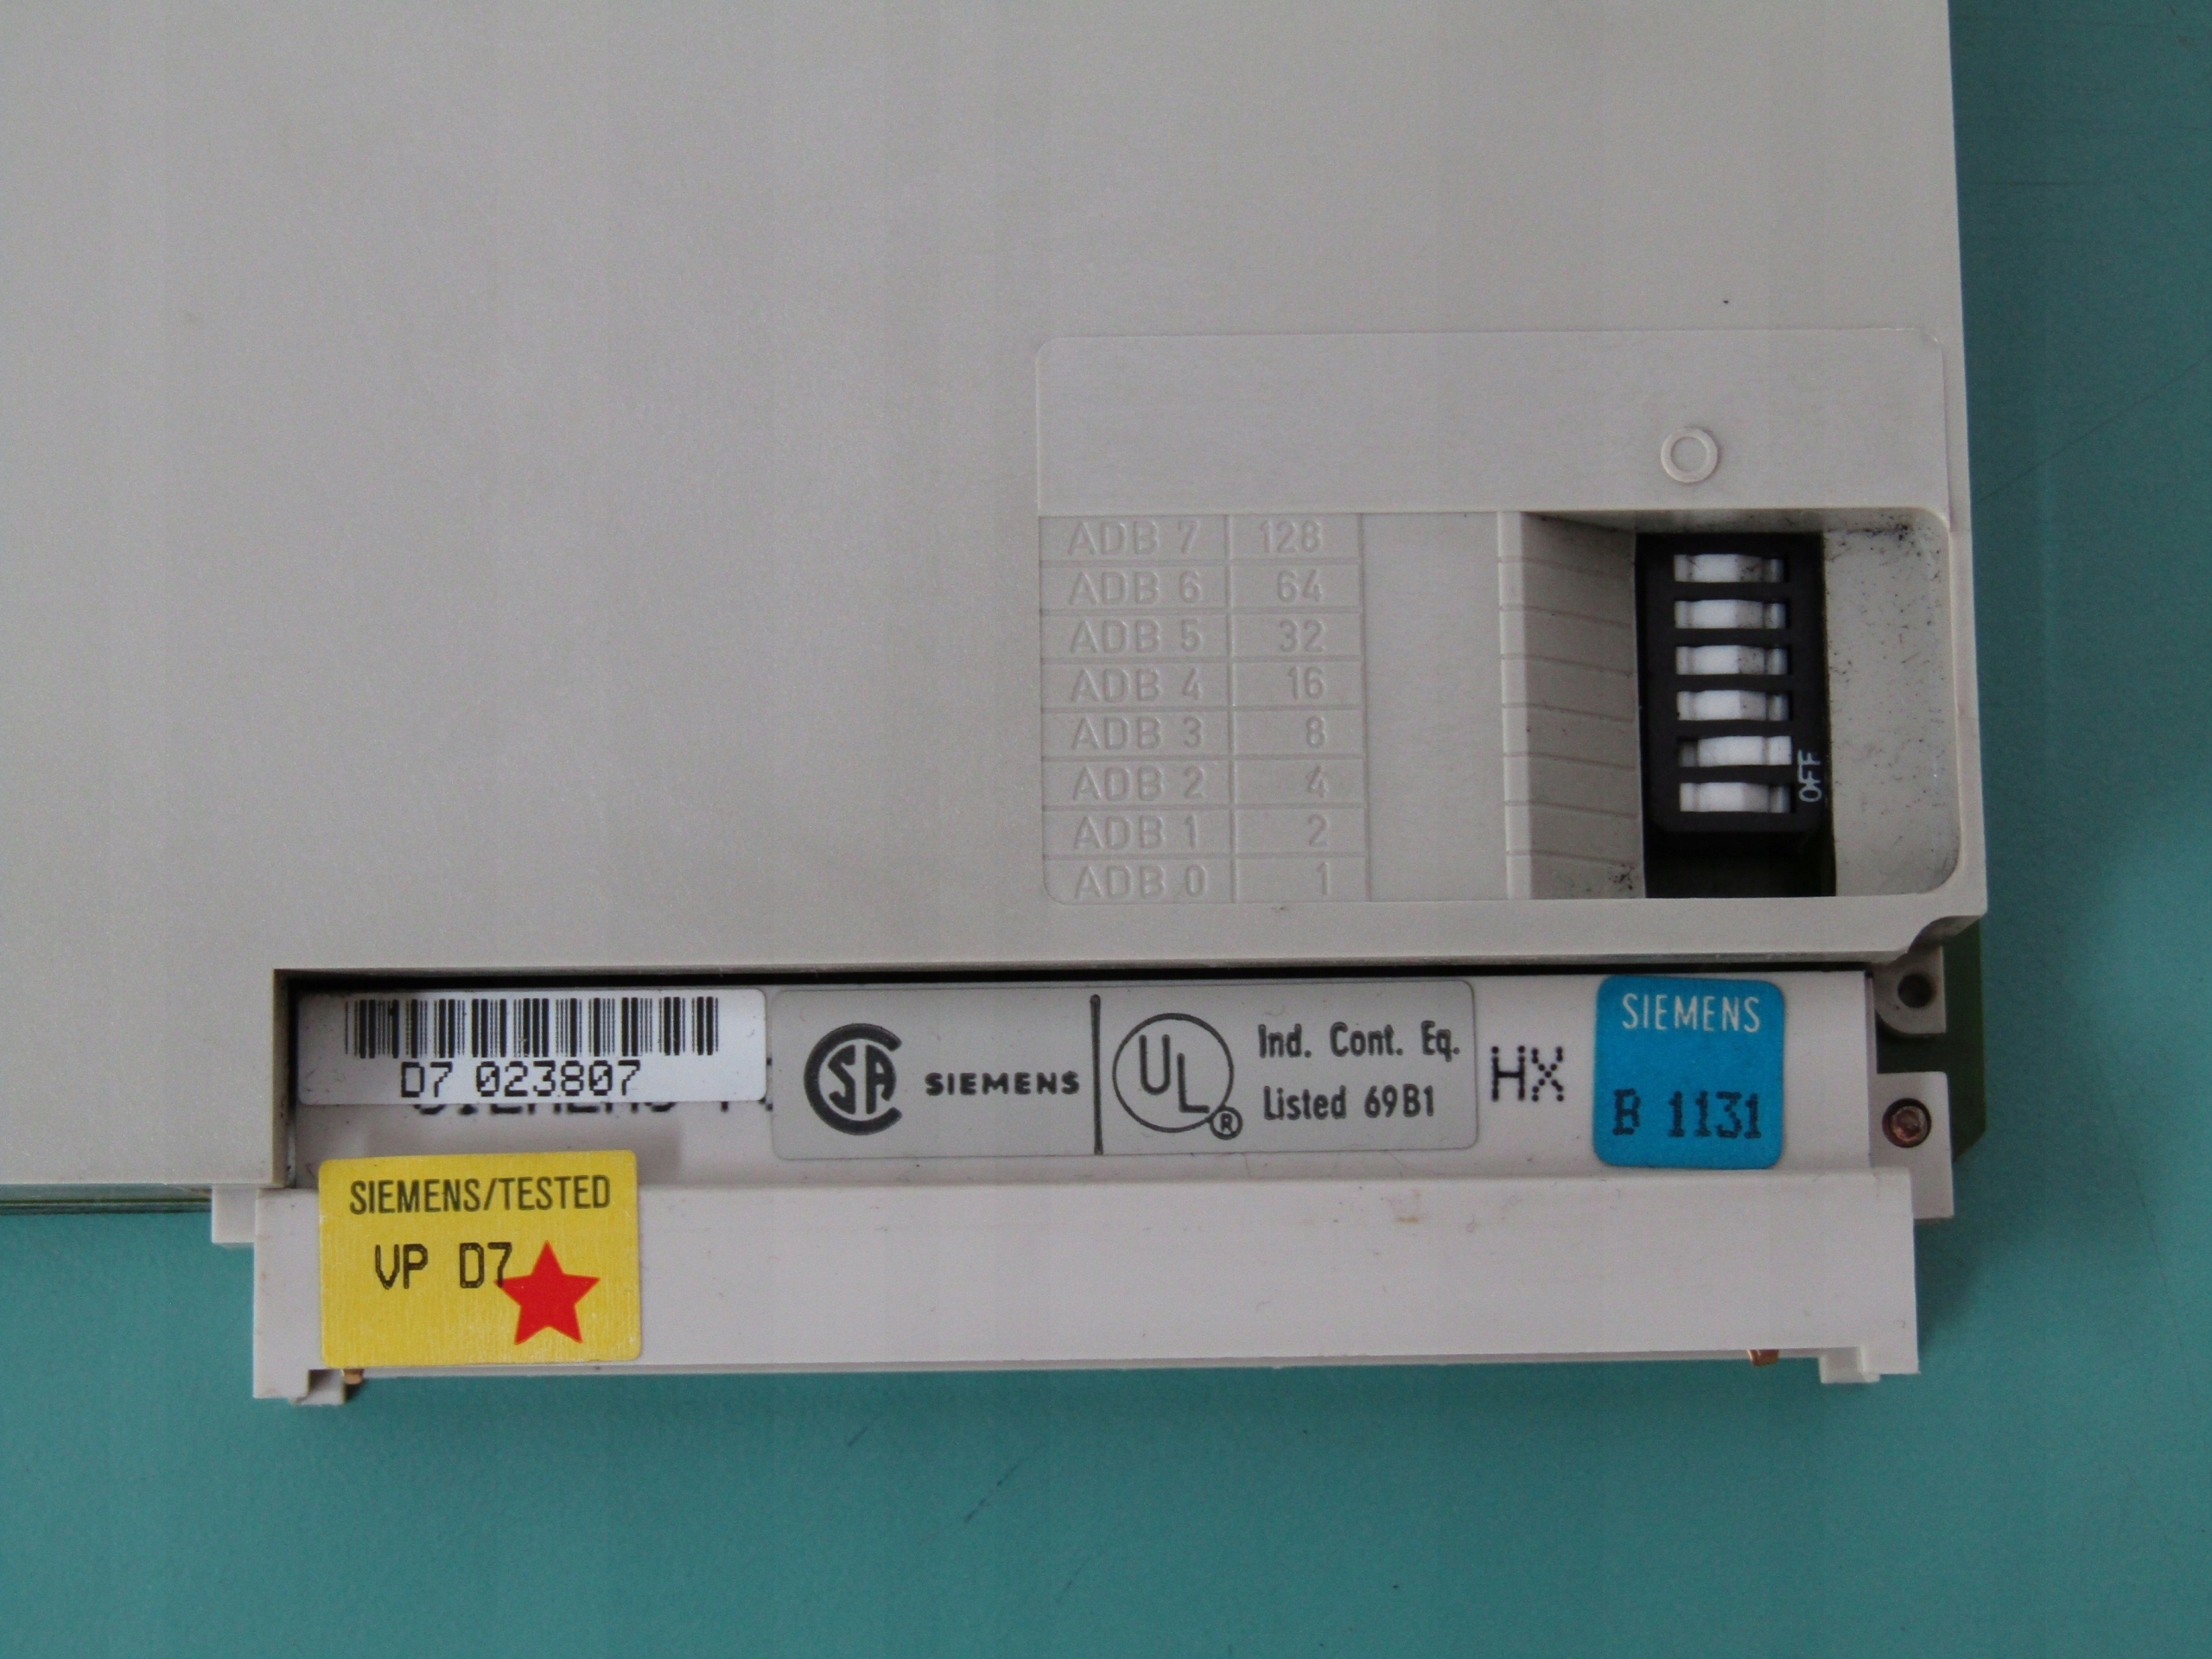 ADB 7 128
ADB 6 64
ADB 5 32
ADB 4 16
ADB 3 8
ADB 2 4
ADB 1 2
ADB 0 1
OFF
D7 023807
CSA SIEMENS
UL ®
Ind. Cont. Eq.
Listed 69B1
HX
SIEMENS
B 1131
SIEMENS/TESTED
VP D7